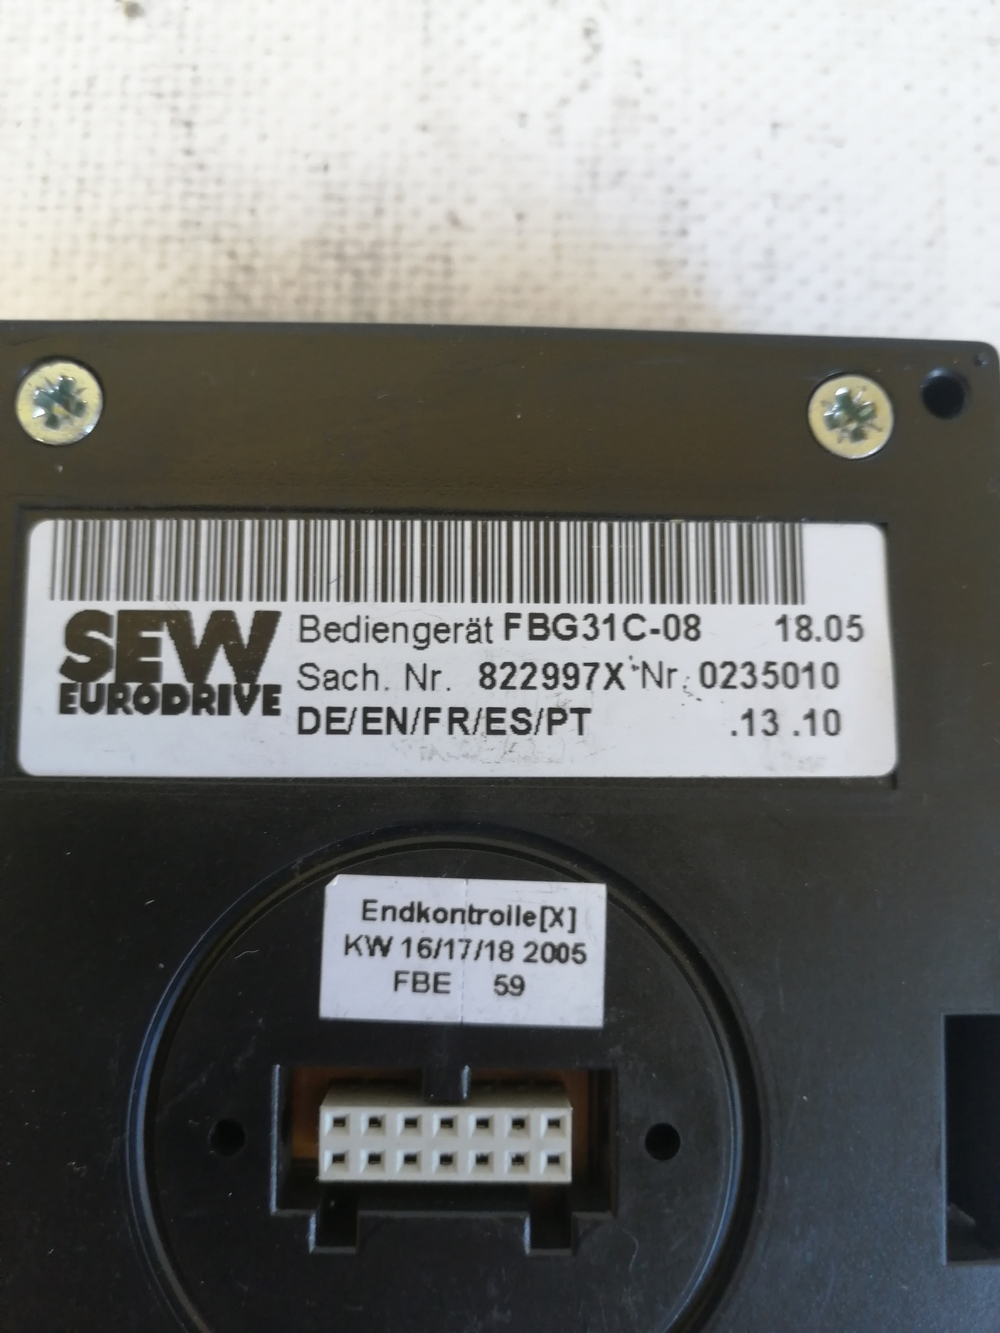 SEW
EURODRIVE
Bediengerät FBG31C-08 18.05
Sach. Nr. 822997X Nr. 0235010
DE/EN/FR/ES/PT .13 .10
Endkontrolle[X]
KW 16/17/18 2005
FBE 59